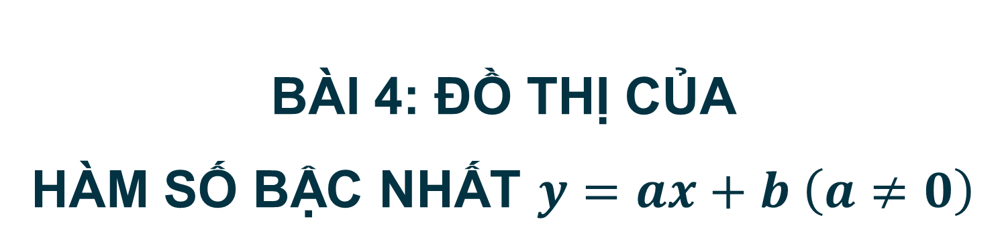 BÀI 4: ĐỒ THỊ CỦA
HÀM SỐ BẬC NHẤT y = ax + b (a ≠ 0)